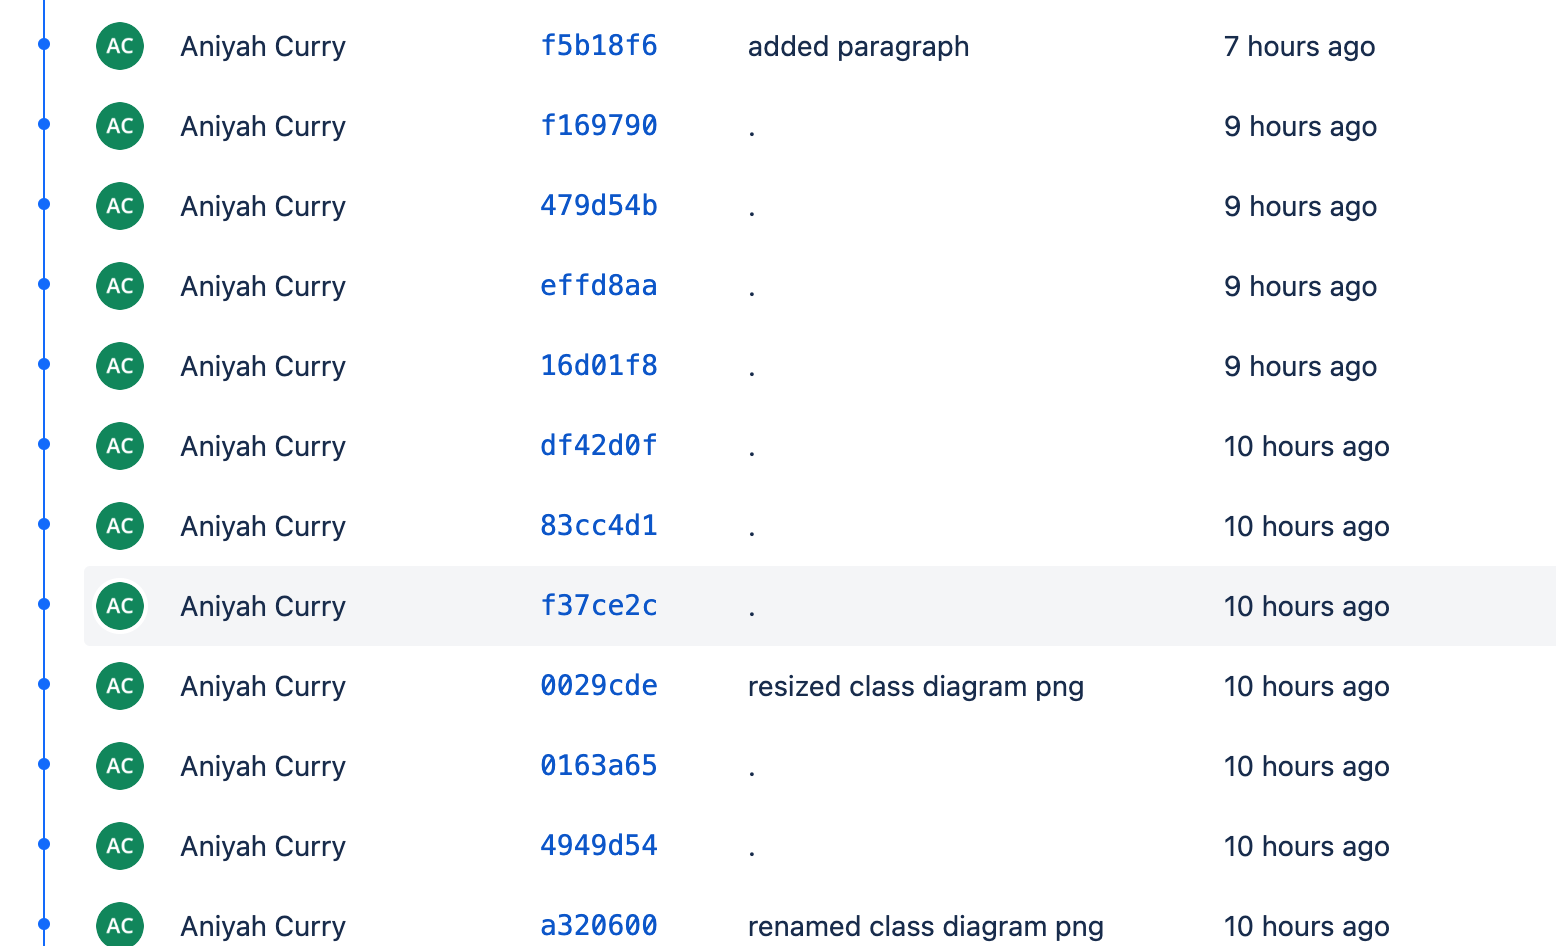 AC Aniyah Curry f5b18f6 added paragraph 7 hours ago
AC Aniyah Curry f169790 . 9 hours ago
AC Aniyah Curry 479d54b . 9 hours ago
AC Aniyah Curry effd8aa . 9 hours ago
AC Aniyah Curry 16d01f8 . 9 hours ago
AC Aniyah Curry df42d0f . 10 hours ago
AC Aniyah Curry 83cc4d1 . 10 hours ago
AC Aniyah Curry f37ce2c . 10 hours ago
AC Aniyah Curry 0029cde resized class diagram png 10 hours ago
AC Aniyah Curry 0163a65 . 10 hours ago
AC Aniyah Curry 4949d54 . 10 hours ago
AC Aniyah Curry a320600 renamed class diagram png 10 hours ago